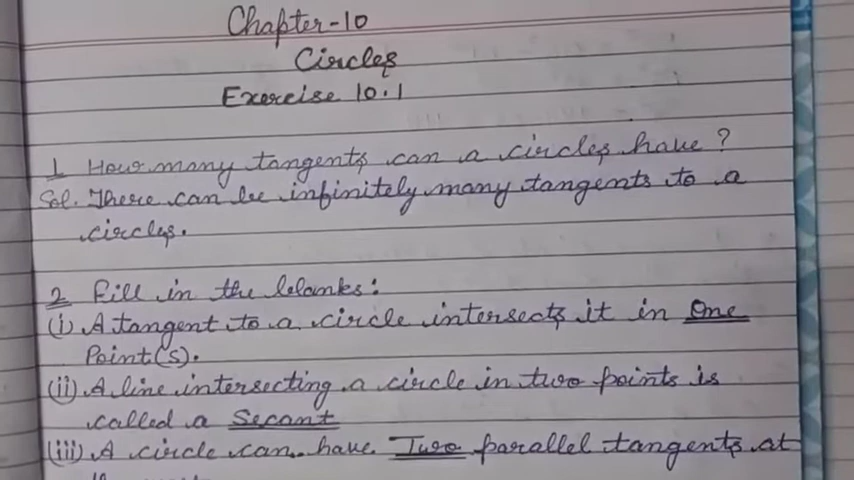 Chapter-10
Circles
Exercise 10.1
1 How many tangents can a circles have ?
Sol. There can be infinitely many tangents to a
circles.
2 Fill in the blanks:
(i) A tangent to a circle intersects it in One
Point(s).
(ii) A line intersecting a circle in two points is
called a Secant
(iii) A circle can have Two parallel tangents at